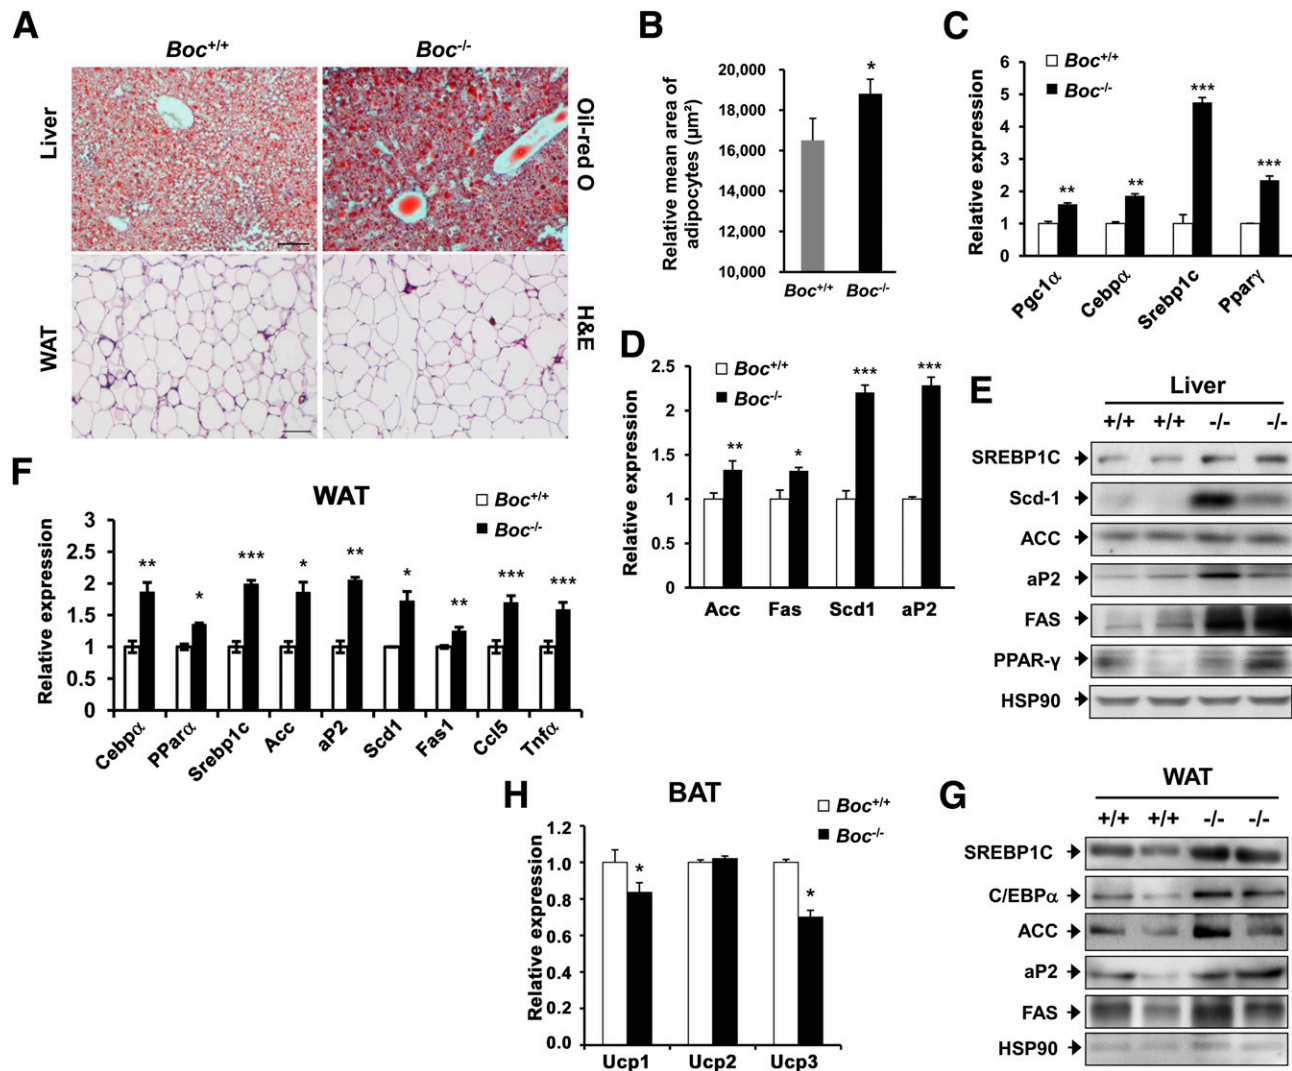 A
Boc+/+
Boc-/-
Liver
Oil-red O
WAT
H&E
B
Relative mean area of
adipocytes (µm²)
20,000
18,000
16,000
14,000
12,000
10,000
*
Boc+/+
Boc-/-
C
Boc+/+
Boc-/-
Relative expression
6
5
4
3
2
1
0
**
**
***
***
Pgc1α
Cebpα
Srebp1c
Pparγ
D
Boc+/+
Boc-/-
Relative expression
2.5
2
1.5
1
0.5
0
**
*
***
***
Acc
Fas
Scd1
aP2
E
Liver
+/+ +/+ -/- -/-
SREBP1C
Scd-1
ACC
aP2
FAS
PPAR-γ
HSP90
F
WAT
Boc+/+
Boc-/-
Relative expression
3
2.5
2
1.5
1
0.5
0
**
*
***
*
**
*
**
***
***
Cebpα
PParα
Srebp1c
Acc
aP2
Scd1
Fas1
Ccl5
Tnfα
H
BAT
Boc+/+
Boc-/-
Relative expression
1.2
1.0
0.8
0.6
0.4
0.2
0.0
*
*
Ucp1
Ucp2
Ucp3
G
WAT
+/+ +/+ -/- -/-
SREBP1C
C/EBPα
ACC
aP2
FAS
HSP90